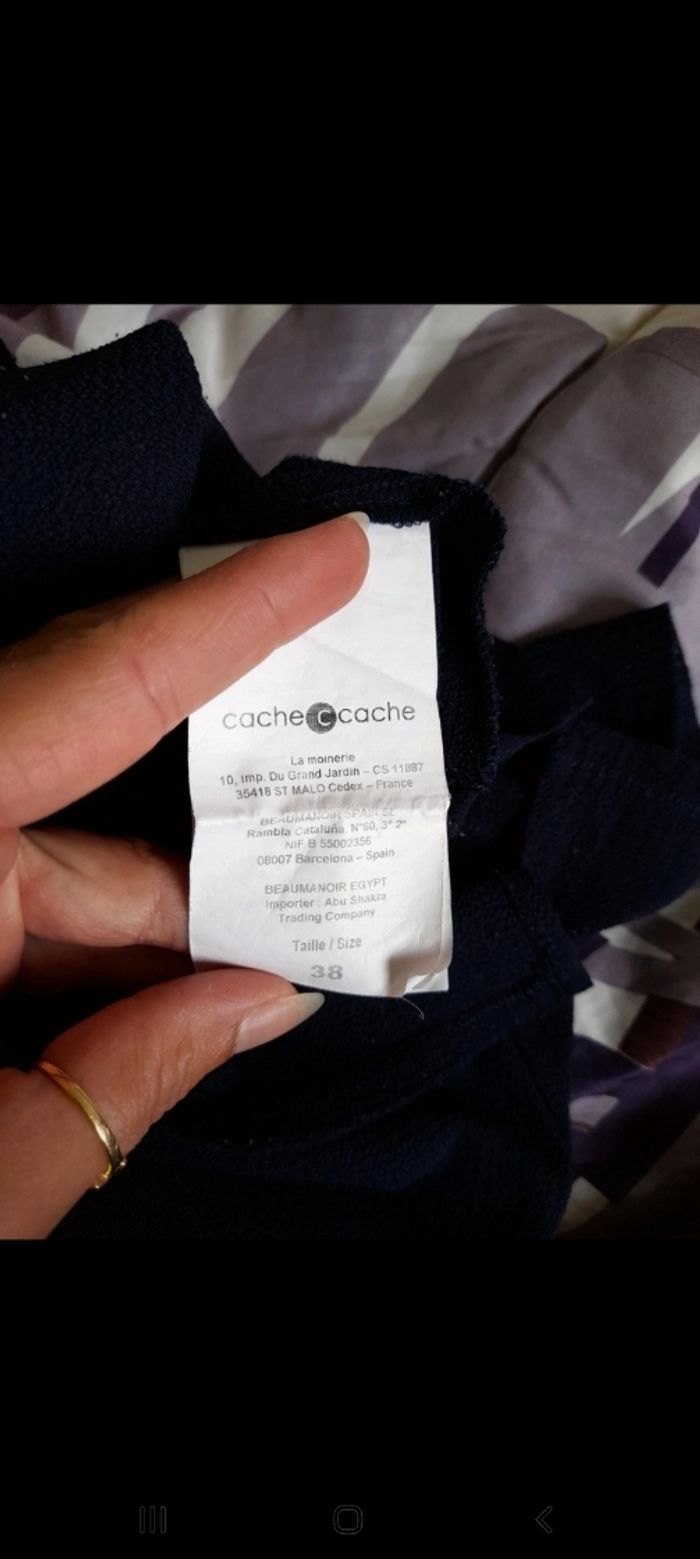 cache c cache
La moinerie
10, Imp. Du Grand Jardin – CS 11887
35418 ST MALO Cedex – France
BEAUMANOIR SPAIN SL
Rambla Cataluña, N°60, 3° 2ª
NIF B 55002356
08007 Barcelona – Spain
BEAUMANOIR EGYPT
Importer : Abu Shakra
Trading Company
Taille / Size
38